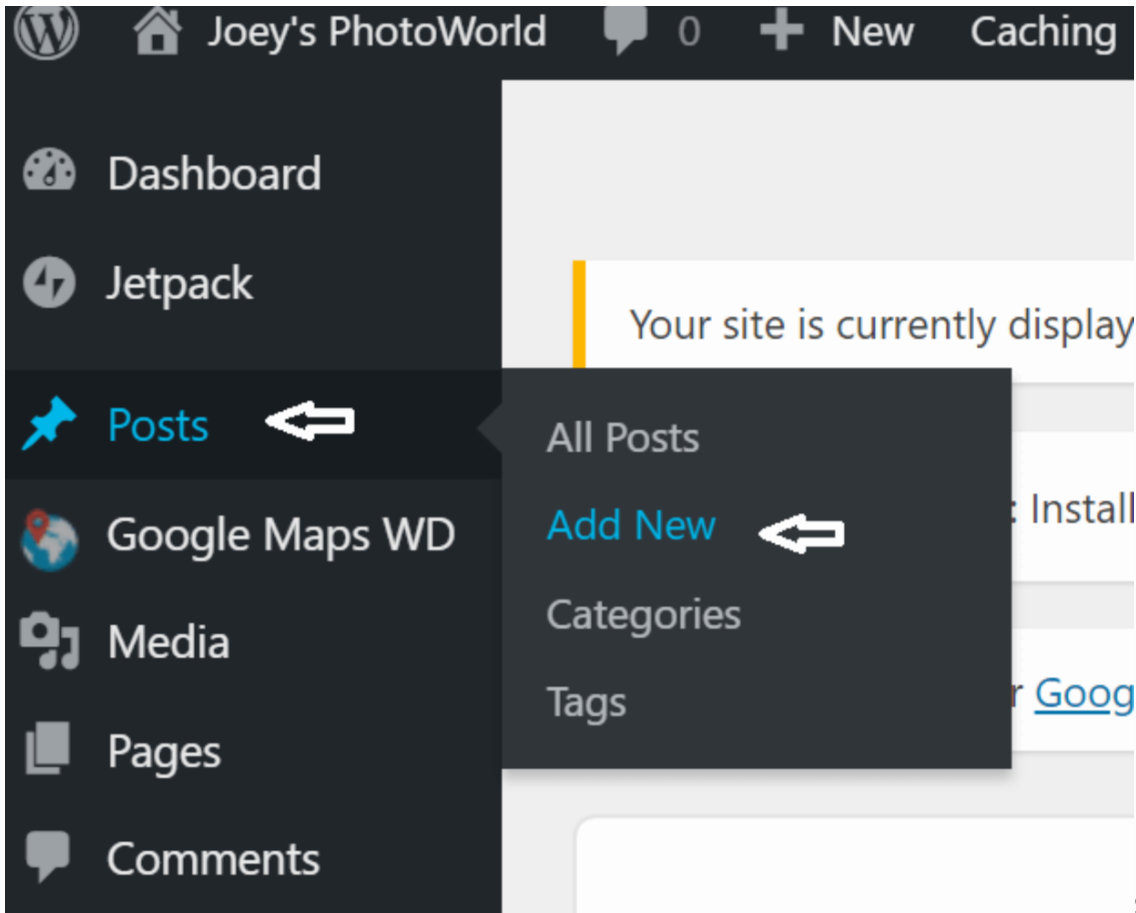 Joey's PhotoWorld 0 New Caching
Dashboard
Jetpack
Your site is currently display
Posts
All Posts
Add New
: Install
Google Maps WD
Categories
Media
Tags
r Goog
Pages
Comments